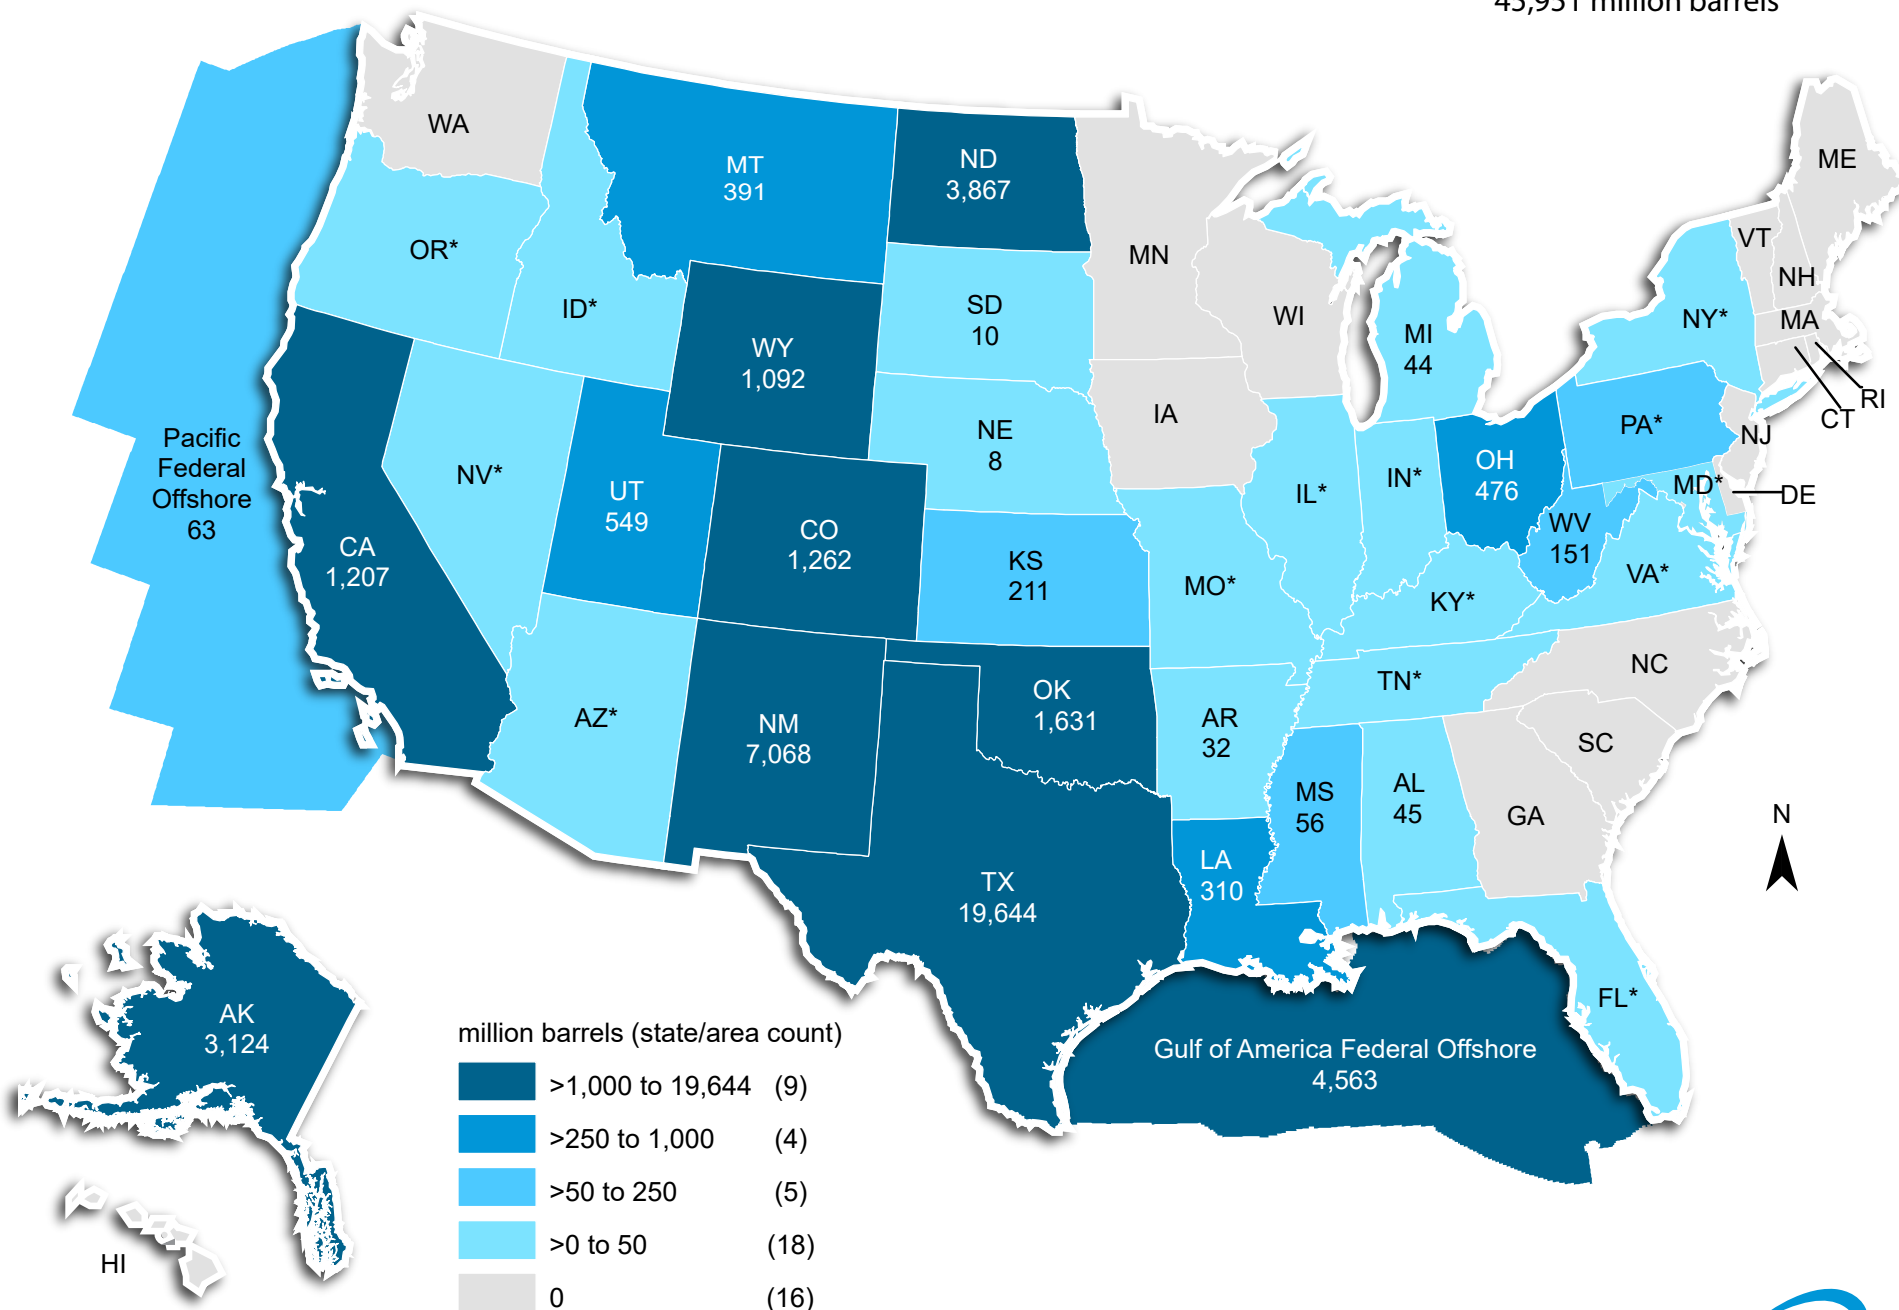 45,951 million barrels
WA
MT
391
ND
3,867
MN
ME
VT
NH
OR*
ID*
SD
10
WI
MI
44
NY*
MA
RI
CT
WY
1,092
IA
NE
8
PA*
NJ
Pacific
Federal
Offshore
63
NV*
UT
549
IL*
IN*
OH
476
MD*
DE
CA
1,207
CO
1,262
KS
211
MO*
KY*
WV
151
VA*
NC
TN*
AZ*
NM
7,068
OK
1,631
AR
32
SC
MS
56
AL
45
GA
N
LA
310
TX
19,644
FL*
AK
3,124
Gulf of America Federal Offshore
4,563
HI
million barrels (state/area count)
>1,000 to 19,644 (9)
>250 to 1,000 (4)
>50 to 250 (5)
>0 to 50 (18)
0 (16)